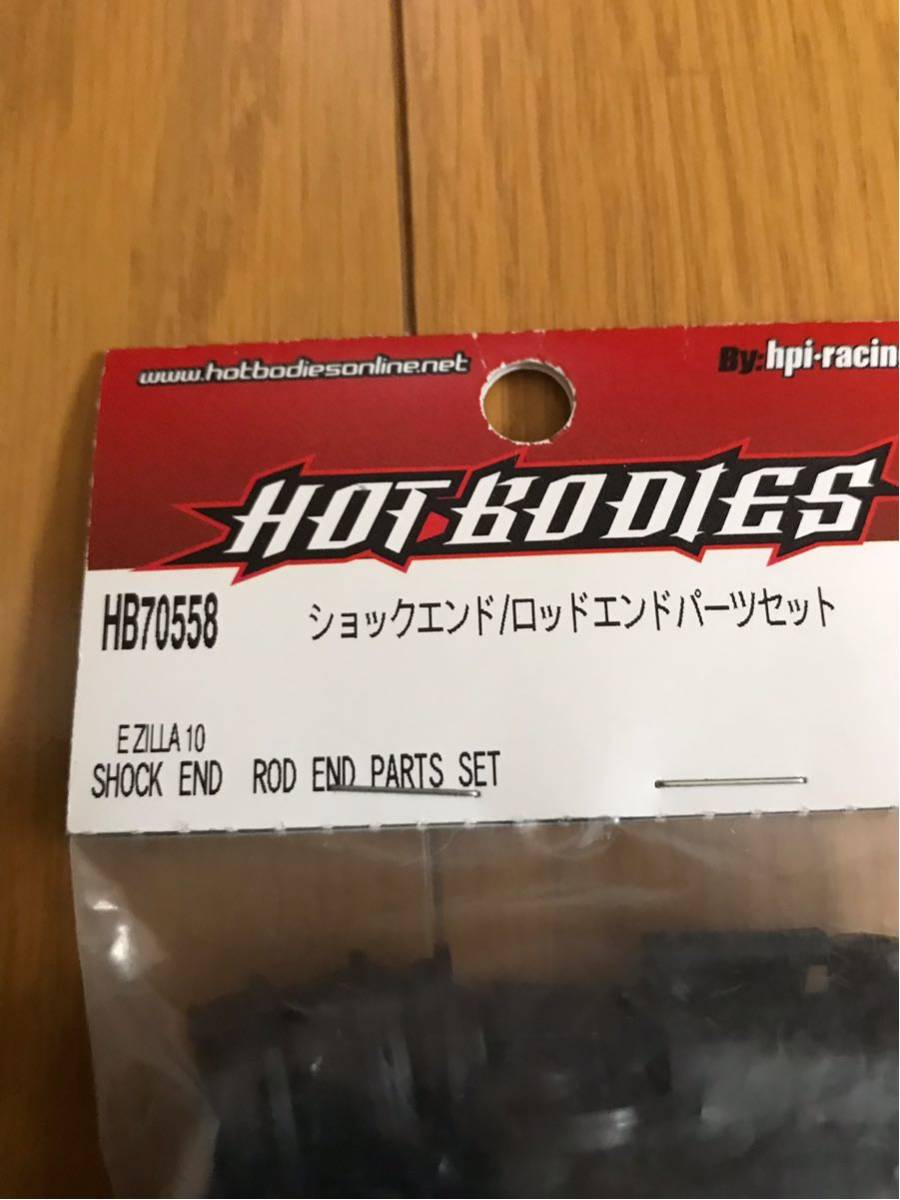 www.hotbodiesonline.net
By: hpi-racing
HOT BODIES
HB70558 ショックエンド/ロッドエンドパーツセット
E ZILLA 10
SHOCK END ROD END PARTS SET